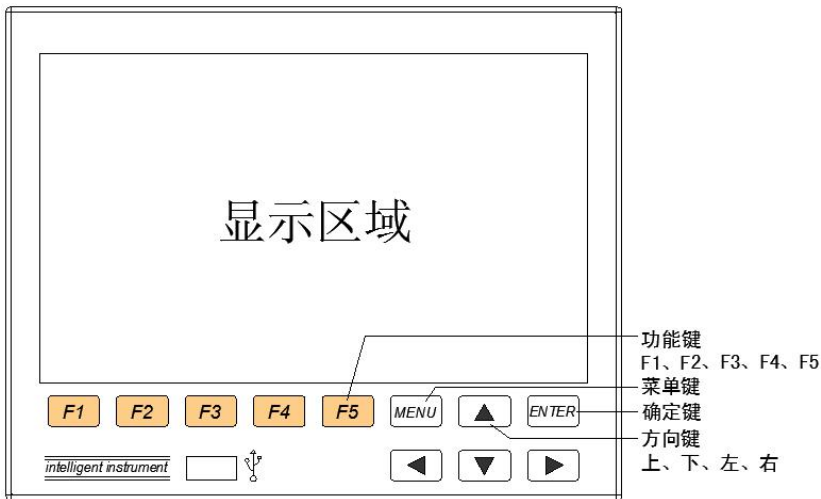 显示区域
功能键
F1、F2、F3、F4、F5
菜单键
确定键
方向键
上、下、左、右
F1 F2 F3 F4 F5 MENU ENTER
intelligent instrument